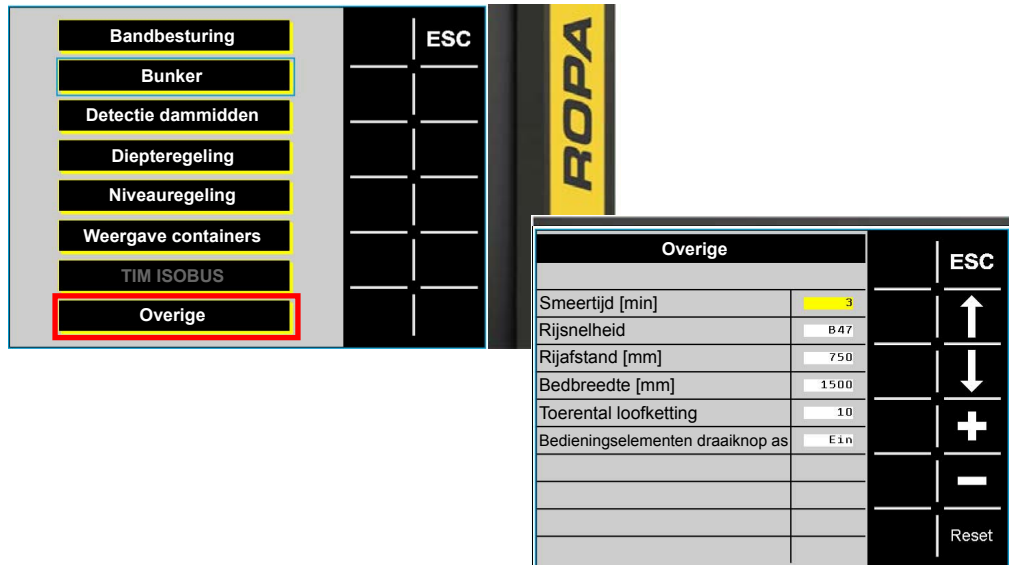 Bandbesturing
ESC
Bunker
Detectie dammidden
Diepteregeling
Niveauregeling
Weergave containers
TIM ISOBUS
Overige
ROPA
Overige
ESC
Smeertijd [min] 3
Rijsnelheid B47
Rijafstand [mm] 750
Bedbreedte [mm] 1500
Toerental loofketting 10
Bedieningselementen draaiknop as Ein
Reset